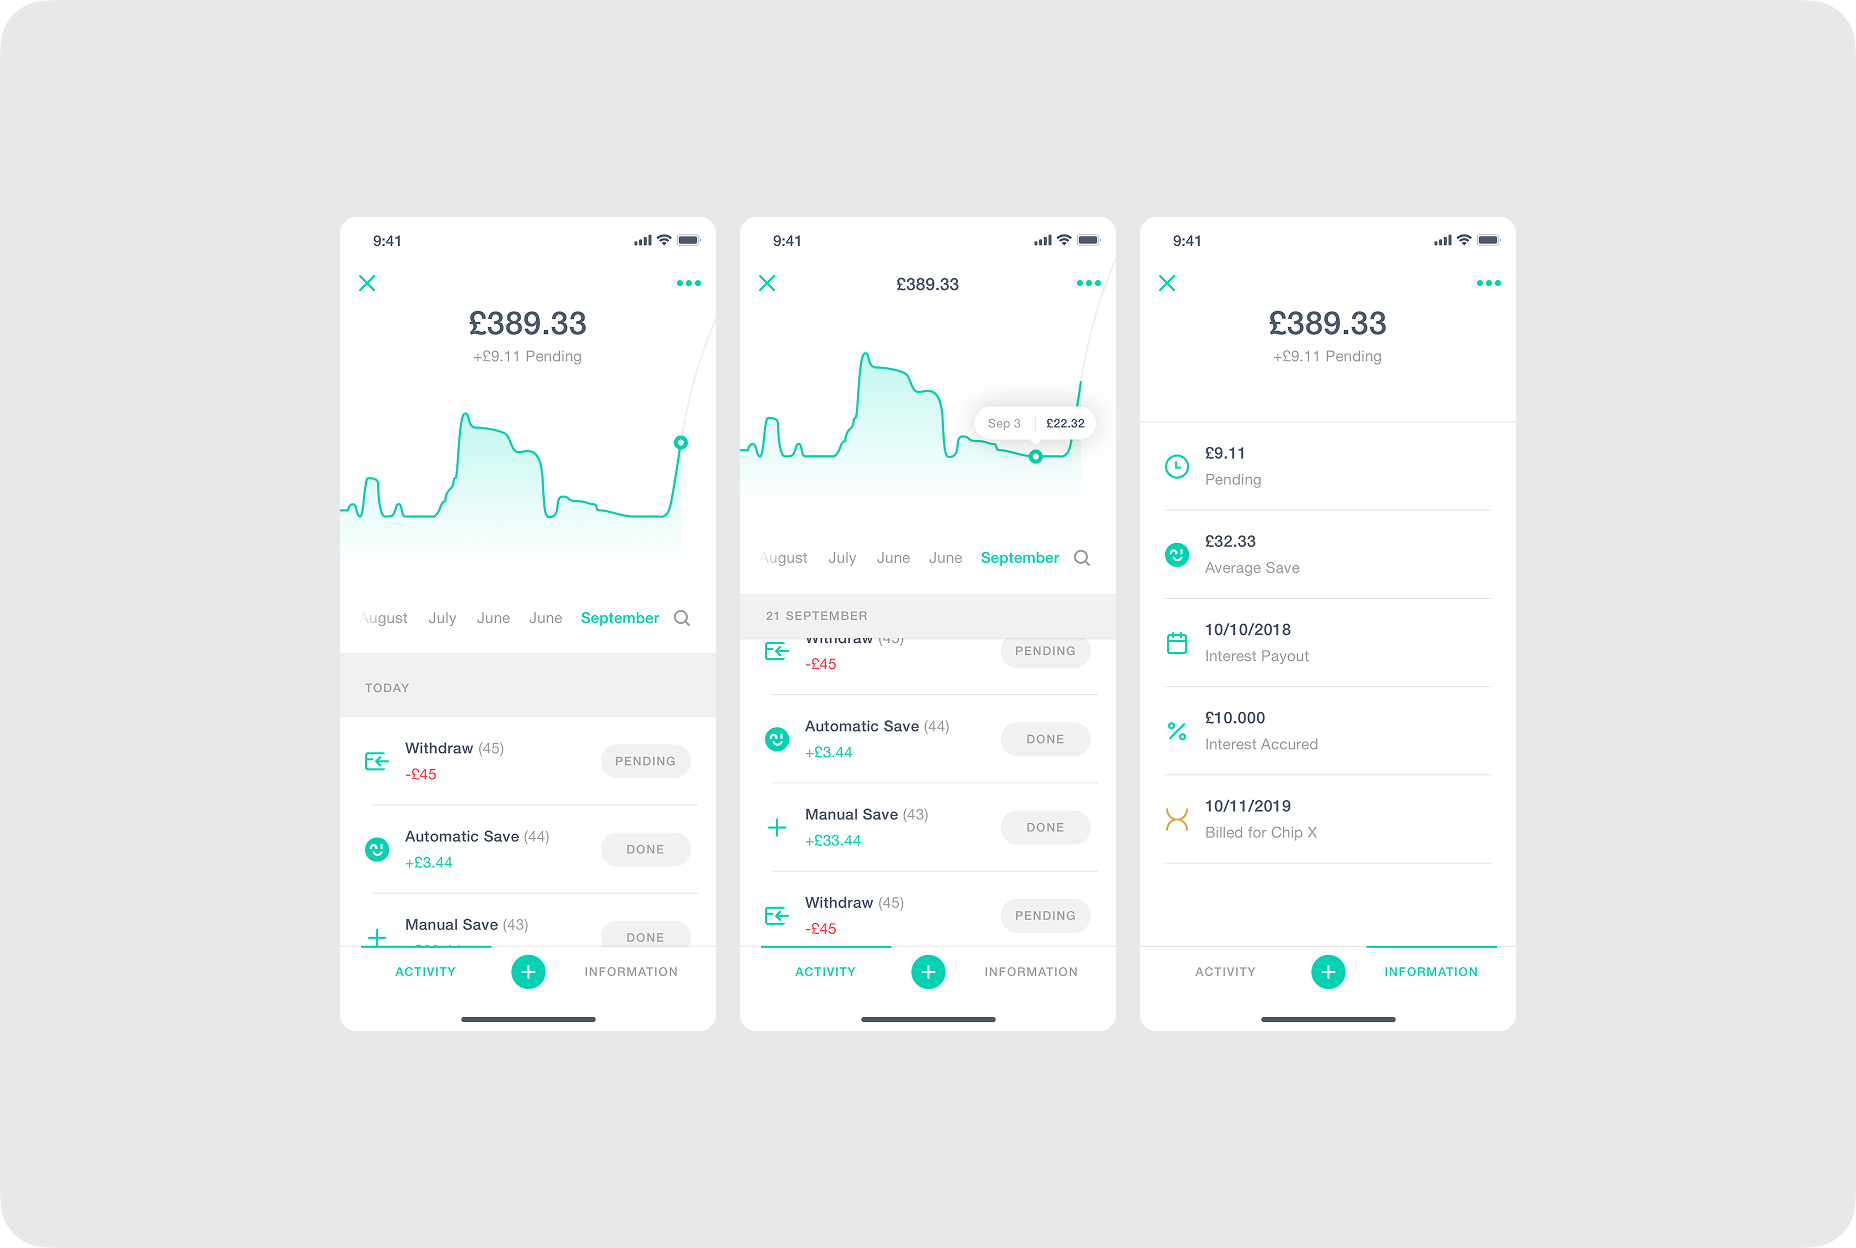 9:41
£389.33
+£9.11 Pending
August July June June September
TODAY
Withdraw (45)
-£45
PENDING
Automatic Save (44)
+£3.44
DONE
Manual Save (43)
DONE
ACTIVITY
INFORMATION
9:41
£389.33
Sep 3 £22.32
August July June June September
21 SEPTEMBER
Withdraw (45)
-£45
PENDING
Automatic Save (44)
+£3.44
DONE
Manual Save (43)
+£33.44
DONE
Withdraw (45)
-£45
PENDING
ACTIVITY
INFORMATION
9:41
£389.33
+£9.11 Pending
£9.11
Pending
£32.33
Average Save
10/10/2018
Interest Payout
£10.000
Interest Accured
10/11/2019
Billed for Chip X
ACTIVITY
INFORMATION